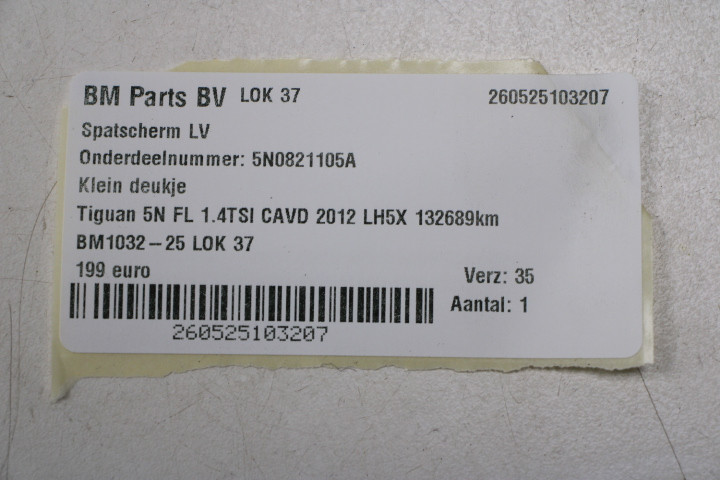 BM Parts BV LOK 37 260525103207
Spatscherm LV
Onderdeelnummer: 5N0821105A
Klein deukje
Tiguan 5N FL 1.4TSI CAVD 2012 LH5X 132689km
BM1032-25 LOK 37
199 euro Verz: 35
Aantal: 1
260525103207